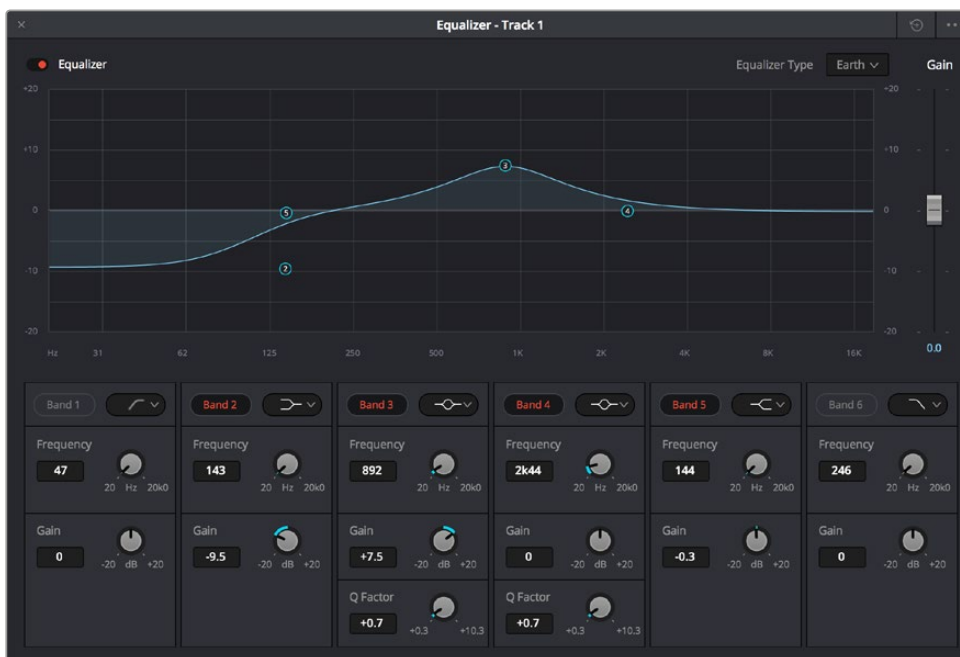 Equalizer - Track 1
Equalizer
Equalizer Type Earth Gain
+20 +20
+10 +10
0 0
-10 -10
-20 -20
3
5 4
2
Hz 31 62 125 250 500 1K 2K 4K 8K 16K
0.0
Band 1 Band 2 Band 3 Band 4 Band 5 Band 6
Frequency Frequency Frequency Frequency Frequency Frequency
47 143 892 2k44 144 246
20 Hz 20k0 20 Hz 20k0 20 Hz 20k0 20 Hz 20k0 20 Hz 20k0 20 Hz 20k0
Gain Gain Gain Gain Gain Gain
0 -9.5 +7.5 0 -0.3 0
-20 dB +20 -20 dB +20 -20 dB +20 -20 dB +20 -20 dB +20 -20 dB +20
Q Factor Q Factor
+0.7 +0.7
+0.3 +10.3 +0.3 +10.3